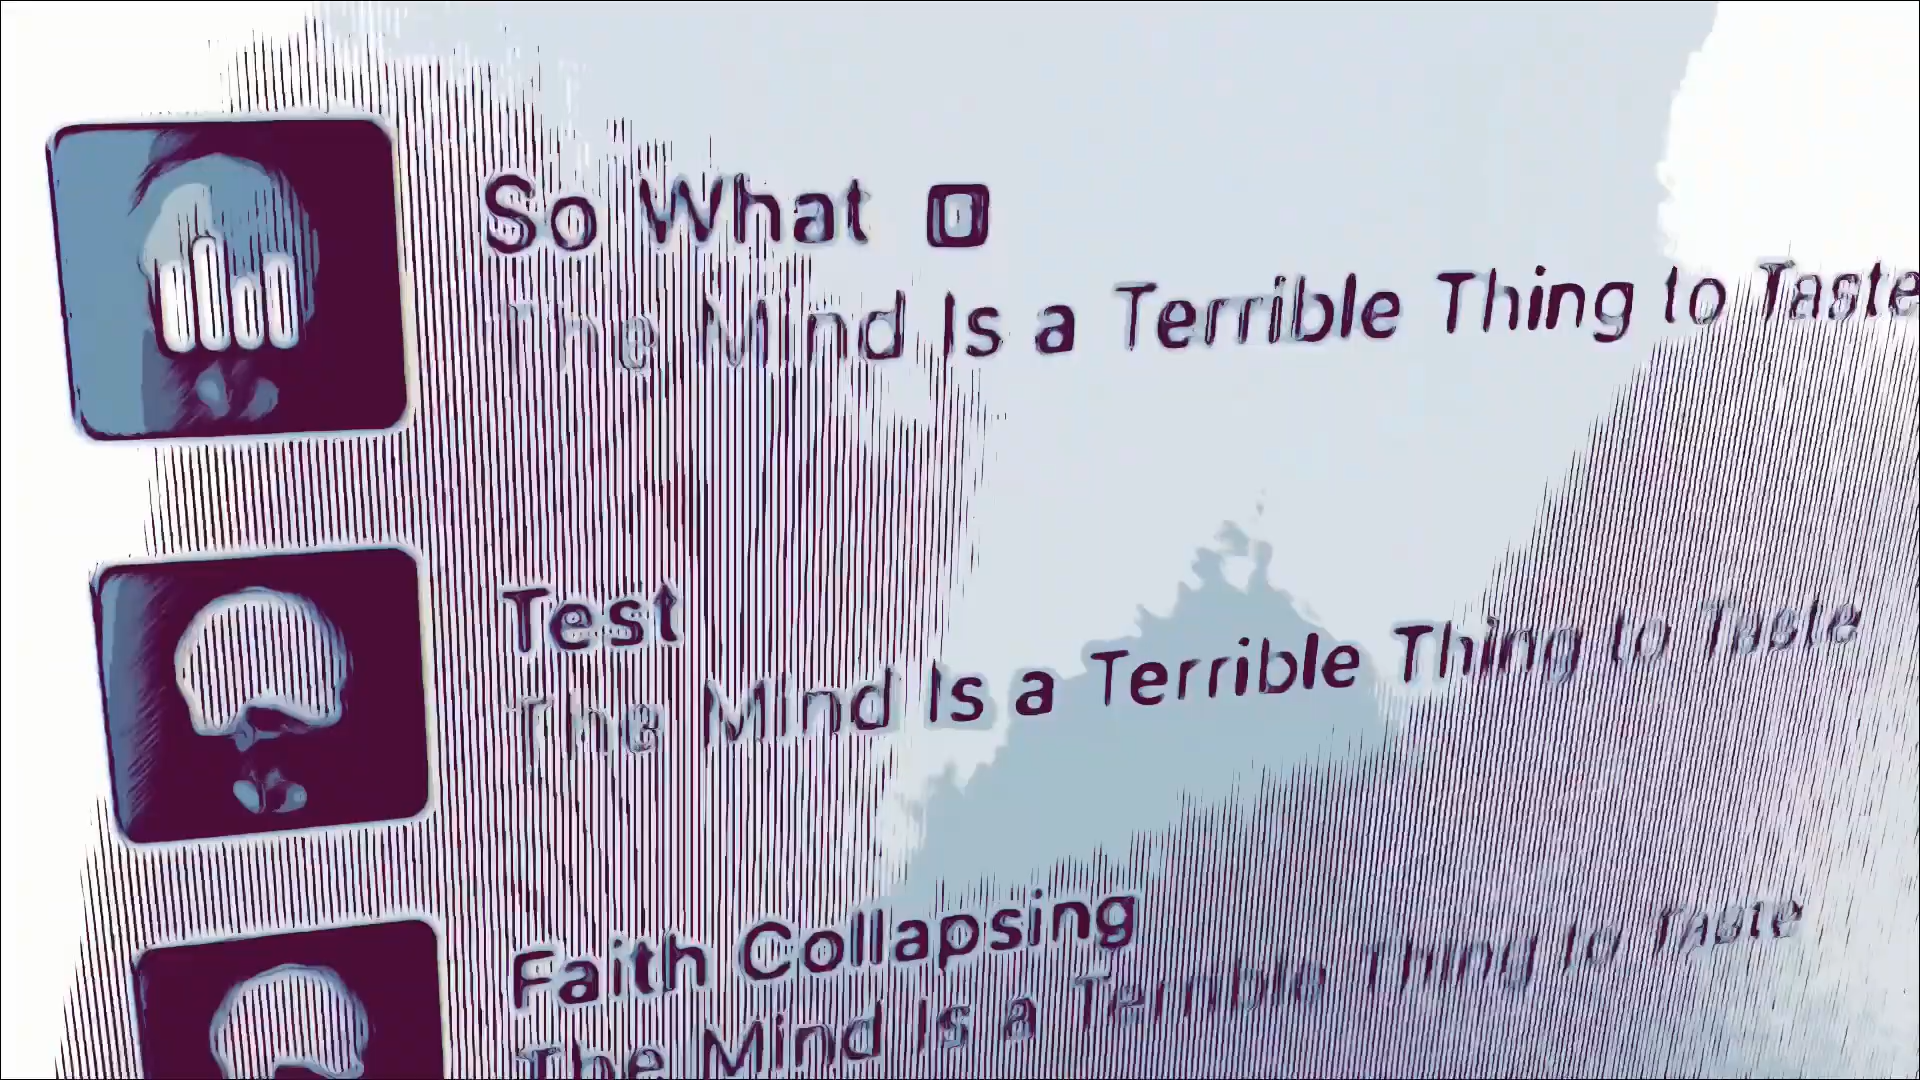 So What
The Mind Is a Terrible Thing to Taste
Test
The Mind Is a Terrible Thing to Taste
Faith Collapsing
The Mind Is a Terrible Thing to Taste